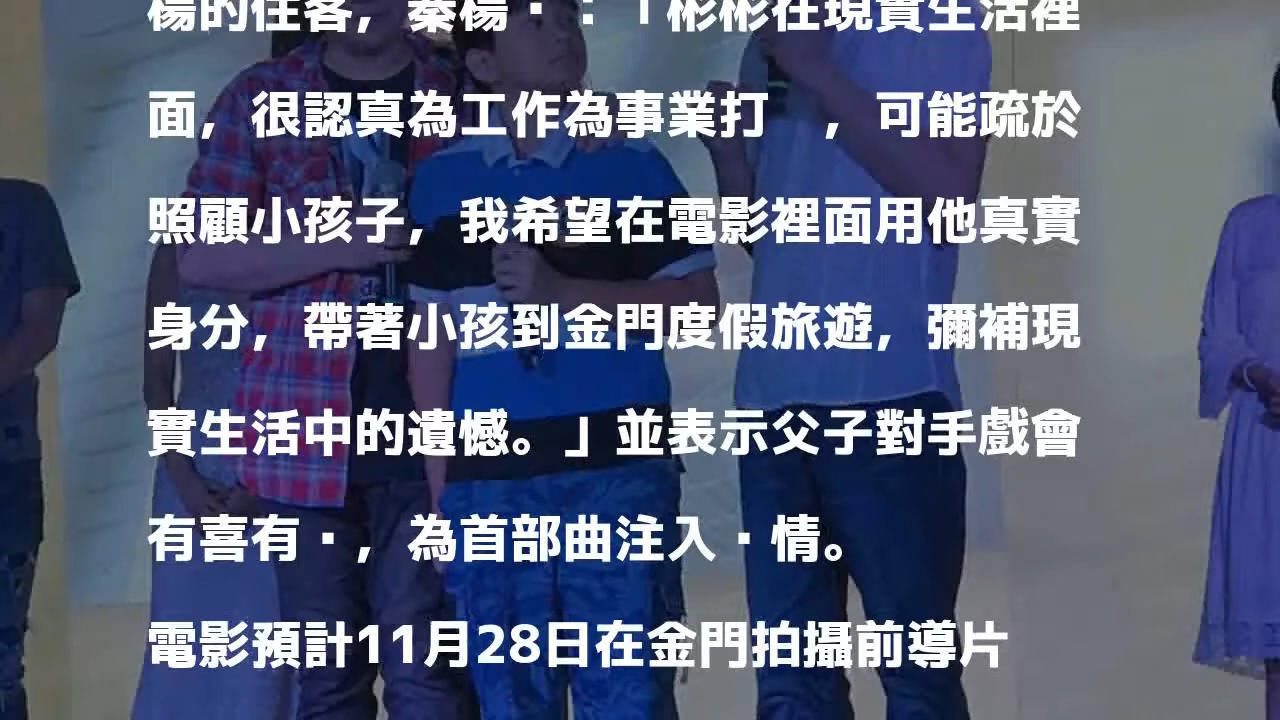 楊的住客，秦楊▪：「彬彬在現實生活裡
面，很認真為工作為事業打　，可能疏於
照顧小孩子，我希望在電影裡面用他真實
身分，帶著小孩到金門度假旅遊，彌補現
實生活中的遺憾。」並表示父子對手戲會
有喜有▪，為首部曲注入▪情。
電影預計11月28日在金門拍攝前導片